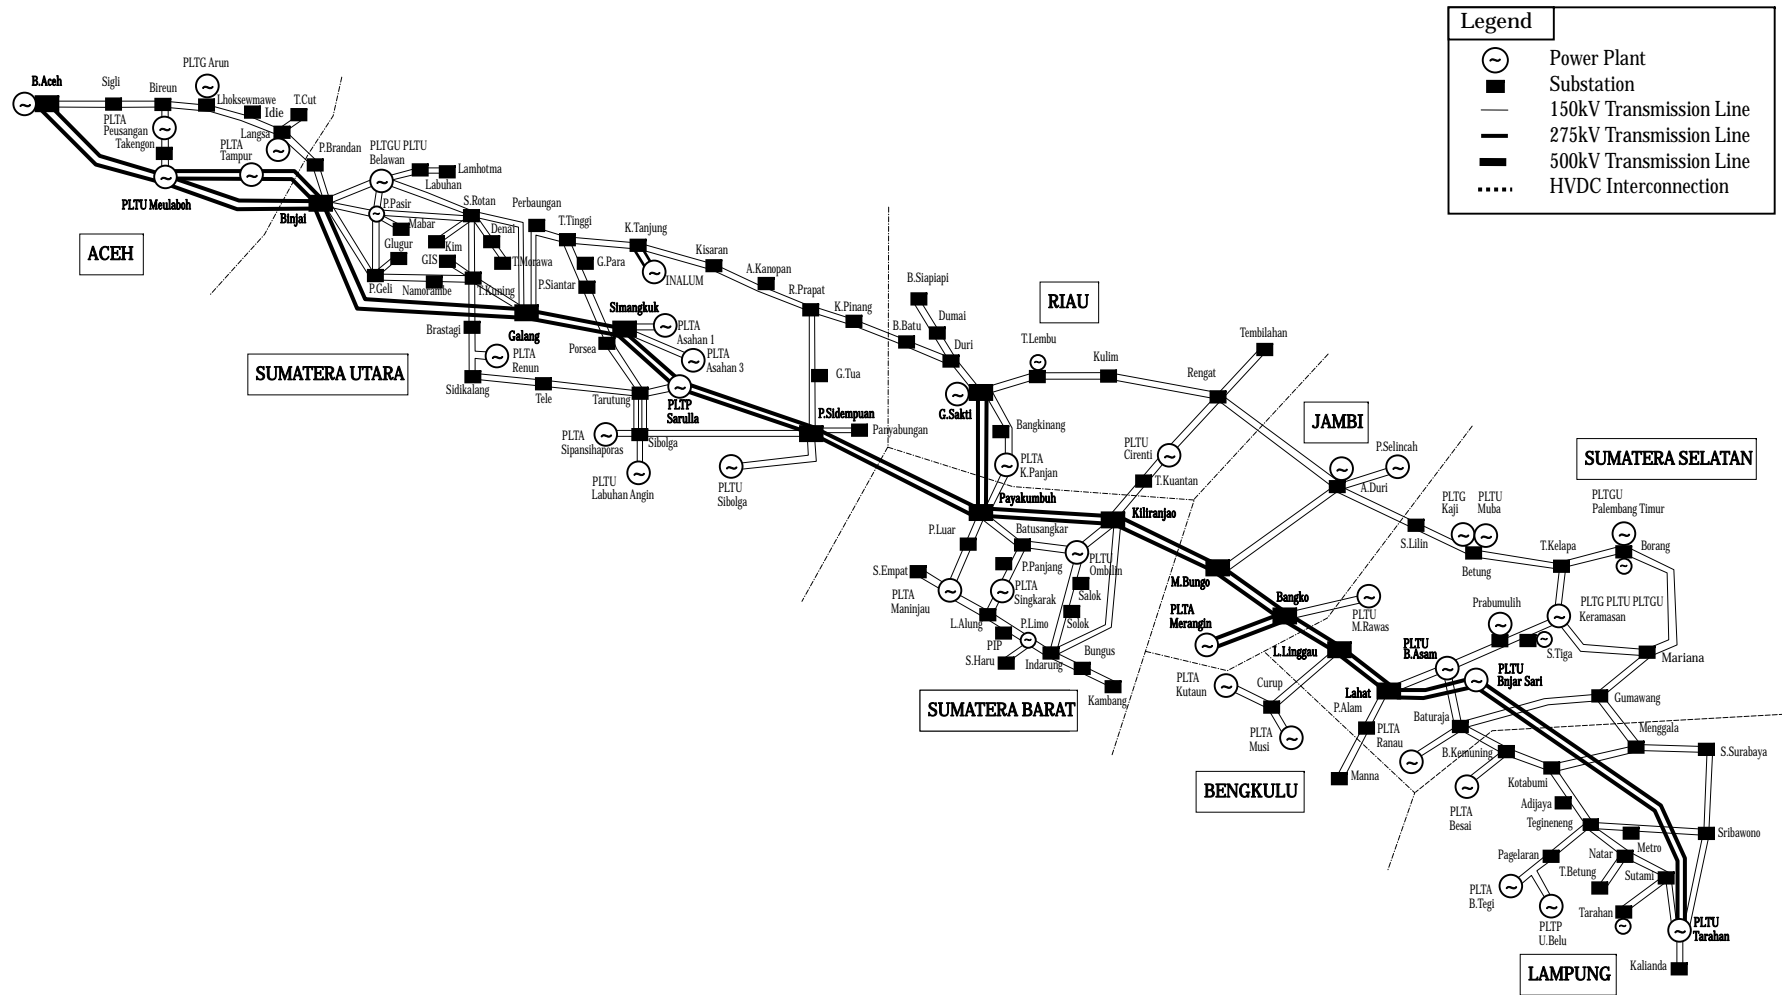 Legend
Power Plant
Substation
150kV Transmission Line
275kV Transmission Line
500kV Transmission Line
HVDC Interconnection
B.Aceh
Sigli
Bireun
PLTG Arun
Lhoksewmawe
Idie
T.Cut
Langsa
PLTA
Peusangan
Takengon
PLTA
Tampur
P.Brandan
PLTU Meulaboh
Binjai
ACEH
PLTGU PLTU
Belawan
Lamhotma
Labuhan
P.Pasir
Mabar
Glugur
S.Rotan
Kim
GIS
Denai
T.Morawa
P.Geli
Namorambe
T.Kuning
Perbaungan
T.Tinggi
G.Para
P.Siantar
K.Tanjung
INALUM
Kisaran
A.Kanopan
R.Prapat
K.Pinang
B.Batu
Galang
Simangkuk
PLTA
Asahan 1
PLTA
Asahan 3
Porsea
Brastagi
PLTA
Renun
Sidikalang
Tele
Tarutung
PLTP
Sarulla
SUMATERA UTARA
G.Tua
P.Sidempuan
Panyabungan
PLTA
Sipansihaporas
Sibolga
PLTU
Labuhan Angin
PLTU
Sibolga
B.Siapiapi
Dumai
Duri
RIAU
T.Lembu
Kulim
Rengat
Tembilahan
G.Sakti
Bangkinang
PLTA
K.Panjan
PLTU
Cirenti
T.Kuantan
JAMBI
P.Selincah
A.Duri
SUMATERA SELATAN
Payakumbuh
Kiliranjao
P.Luar
Batusangkar
S.Empat
PLTA
Maninjau
P.Panjang
PLTA
Singkarak
PLTU
Ombilin
Salok
Solok
L.Alung
PIP
P.Limo
S.Haru
Indarung
Bungus
Kambang
SUMATERA BARAT
M.Bungo
Bangko
PLTA
Merangin
PLTU
M.Rawas
L.Linggau
PLTA
Kutaun
Curup
PLTA
Musi
BENGKULU
Lahat
P.Alam
PLTA
Ranau
Manna
S.Lilin
PLTG
Kaji
PLTU
Muba
Betung
T.Kelapa
PLTGU
Palembang Timur
Borang
PLTG PLTU PLTGU
Keramasan
Prabumulih
S.Tiga
Mariana
PLTU
B.Asam
PLTU
Bnjar Sari
Gumawang
Baturaja
B.Kemuning
Menggala
S.Surabaya
PLTA
Besai
Kotabumi
Adijaya
Tegineneng
Sribawono
Metro
Pagelaran
Natar
T.Betung
Sutami
PLTA
B.Tegi
PLTP
U.Belu
Tarahan
PLTU
Tarahan
Kalianda
LAMPUNG